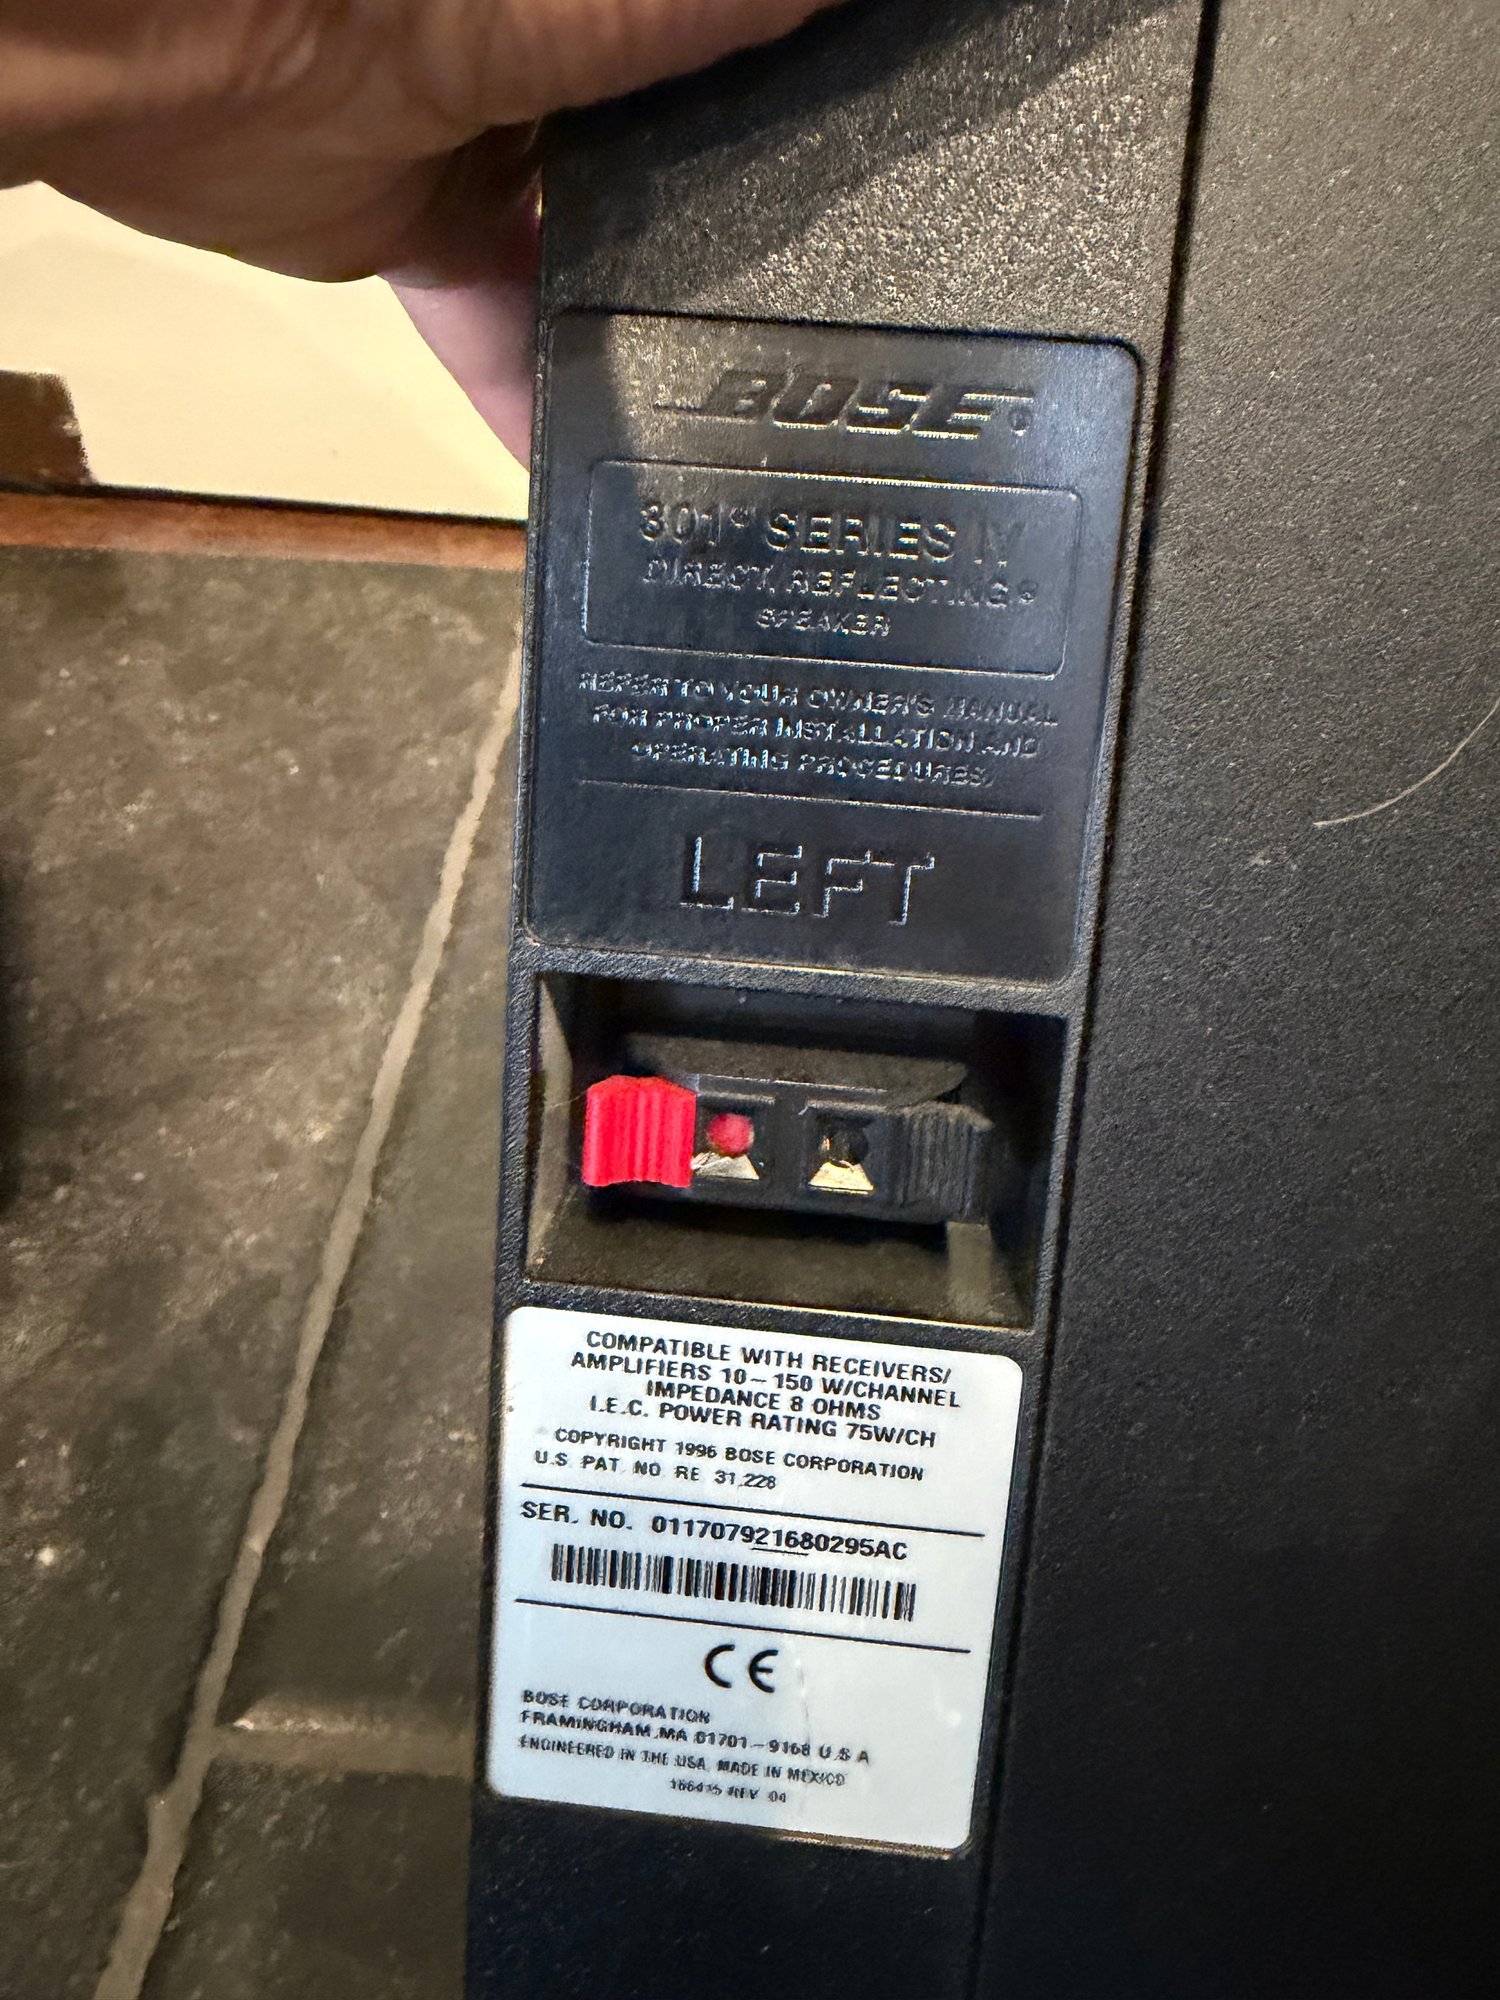 BOSE®
301® SERIES IV
DIRECT/REFLECTING®
SPEAKER
REFER TO YOUR OWNER'S MANUAL
FOR PROPER INSTALLATION AND
OPERATING PROCEDURES.
LEFT
COMPATIBLE WITH RECEIVERS/
AMPLIFIERS 10-150 W/CHANNEL
IMPEDANCE 8 OHMS
I.E.C. POWER RATING 75W/CH
COPYRIGHT 1996 BOSE CORPORATION
U.S. PAT. NO. RE 31,228
SER. NO. 011707921680295AC
CE
BOSE CORPORATION
FRAMINGHAM, MA 01701-9168 U.S.A
ENGINEERED IN THE USA, MADE IN MEXICO
REV 04